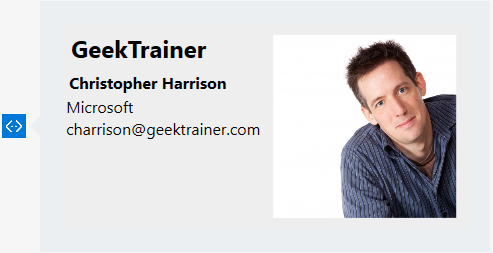 GeekTrainer
Christopher Harrison
Microsoft
charrison@geektrainer.com